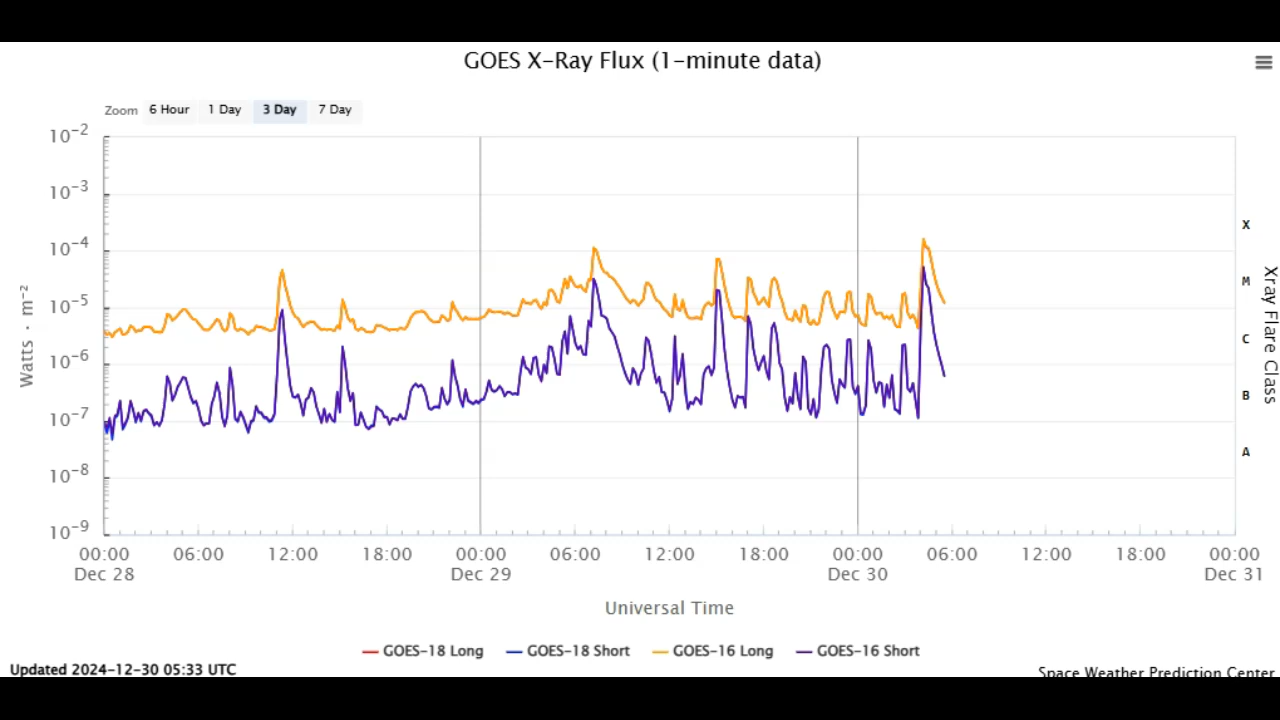 GOES X-Ray Flux (1-minute data)
Zoom 6 Hour 1 Day 3 Day 7 Day
10⁻²
10⁻³
10⁻⁴
10⁻⁵
10⁻⁶
10⁻⁷
10⁻⁸
10⁻⁹
Watts · m⁻²
X
M
C
B
A
Xray Flare Class
00:00 06:00 12:00 18:00 00:00 06:00 12:00 18:00 00:00 06:00 12:00 18:00 00:00
Dec 28 Dec 29 Dec 30 Dec 31
Universal Time
GOES-18 Long GOES-18 Short GOES-16 Long GOES-16 Short
Updated 2024-12-30 05:33 UTC
Space Weather Prediction Center